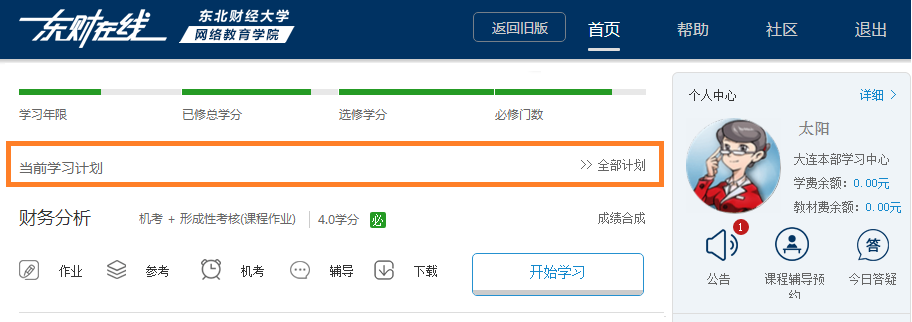 东财在线
东北财经大学
网络教育学院
返回旧版 首页 帮助 社区 退出
学习年限 已修总学分 选修学分 必修门数
当前学习计划 >> 全部计划
财务分析 机考 + 形成性考核(课程作业) 4.0学分 必 成绩合成
作业 参考 机考 辅导 下载 开始学习
个人中心 详细 >
太阳
大连本部学习中心
学费余额：0.00元
教材费余额：0.00元
1
答
公告 课程辅导预约 今日答疑